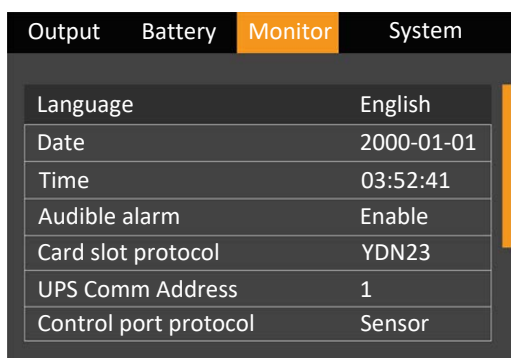 Output Battery Monitor System
Language English
Date 2000-01-01
Time 03:52:41
Audible alarm Enable
Card slot protocol YDN23
UPS Comm Address 1
Control port protocol Sensor